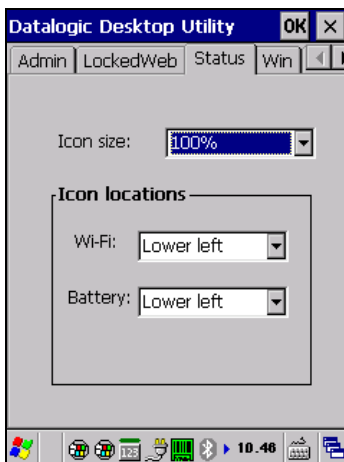 Datalogic Desktop Utility OK ×
Admin LockedWeb Status Win
Icon size: 100%
Icon locations
Wi-Fi: Lower left
Battery: Lower left
123 10.46